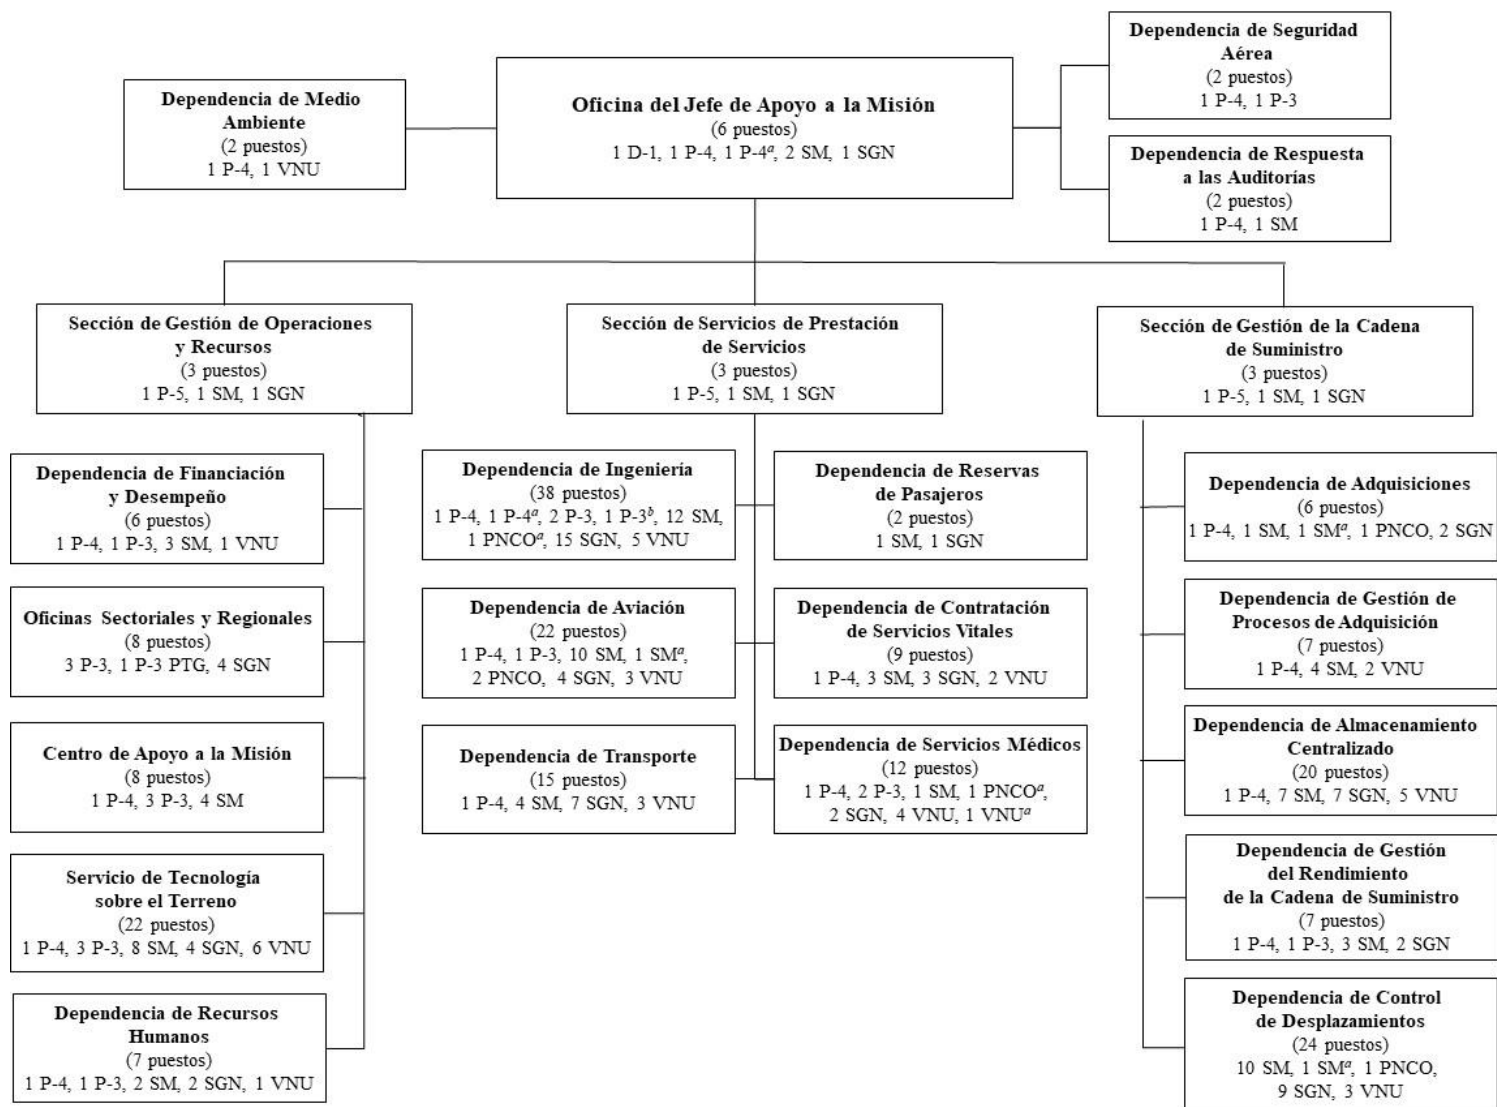 Dependencia de Medio
Ambiente
(2 puestos)
1 P-4, 1 VNU
Oficina del Jefe de Apoyo a la Misión
(6 puestos)
1 D-1, 1 P-4, 1 P-4ª, 2 SM, 1 SGN
Dependencia de Seguridad
Aérea
(2 puestos)
1 P-4, 1 P-3
Dependencia de Respuesta
a las Auditorías
(2 puestos)
1 P-4, 1 SM
Sección de Gestión de Operaciones
y Recursos
(3 puestos)
1 P-5, 1 SM, 1 SGN
Dependencia de Financiación
y Desempeño
(6 puestos)
1 P-4, 1 P-3, 3 SM, 1 VNU
Oficinas Sectoriales y Regionales
(8 puestos)
3 P-3, 1 P-3 PTG, 4 SGN
Centro de Apoyo a la Misión
(8 puestos)
1 P-4, 3 P-3, 4 SM
Servicio de Tecnología
sobre el Terreno
(22 puestos)
1 P-4, 3 P-3, 8 SM, 4 SGN, 6 VNU
Dependencia de Recursos
Humanos
(7 puestos)
1 P-4, 1 P-3, 2 SM, 2 SGN, 1 VNU
Sección de Servicios de Prestación
de Servicios
(3 puestos)
1 P-5, 1 SM, 1 SGN
Dependencia de Ingeniería
(38 puestos)
1 P-4, 1 P-4ª, 2 P-3, 1 P-3ᵇ, 12 SM,
1 PNCOª, 15 SGN, 5 VNU
Dependencia de Reservas
de Pasajeros
(2 puestos)
1 SM, 1 SGN
Dependencia de Aviación
(22 puestos)
1 P-4, 1 P-3, 10 SM, 1 SMª,
2 PNCO, 4 SGN, 3 VNU
Dependencia de Contratación
de Servicios Vitales
(9 puestos)
1 P-4, 3 SM, 3 SGN, 2 VNU
Dependencia de Transporte
(15 puestos)
1 P-4, 4 SM, 7 SGN, 3 VNU
Dependencia de Servicios Médicos
(12 puestos)
1 P-4, 2 P-3, 1 SM, 1 PNCOª,
2 SGN, 4 VNU, 1 VNUª
Sección de Gestión de la Cadena
de Suministro
(3 puestos)
1 P-5, 1 SM, 1 SGN
Dependencia de Adquisiciones
(6 puestos)
1 P-4, 1 SM, 1 SMª, 1 PNCO, 2 SGN
Dependencia de Gestión de
Procesos de Adquisición
(7 puestos)
1 P-4, 4 SM, 2 VNU
Dependencia de Almacenamiento
Centralizado
(20 puestos)
1 P-4, 7 SM, 7 SGN, 5 VNU
Dependencia de Gestión
del Rendimiento
de la Cadena de Suministro
(7 puestos)
1 P-4, 1 P-3, 3 SM, 2 SGN
Dependencia de Control
de Desplazamientos
(24 puestos)
10 SM, 1 SMª, 1 PNCO,
9 SGN, 3 VNU